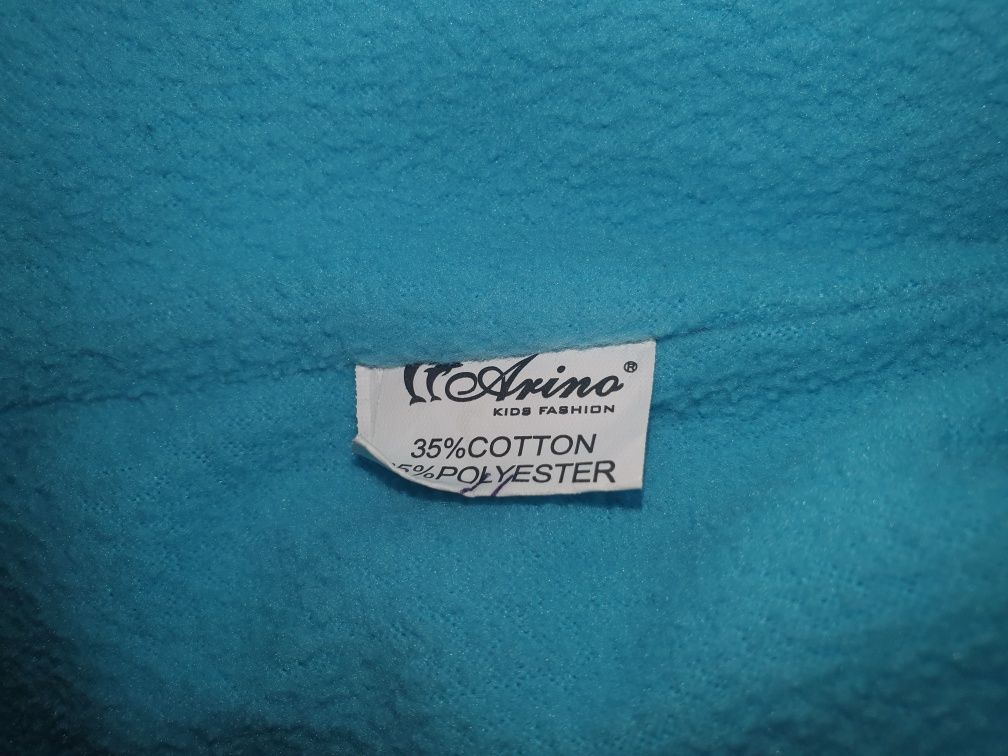 Arino®
KIDS FASHION
35%COTTON
5%POLYESTER